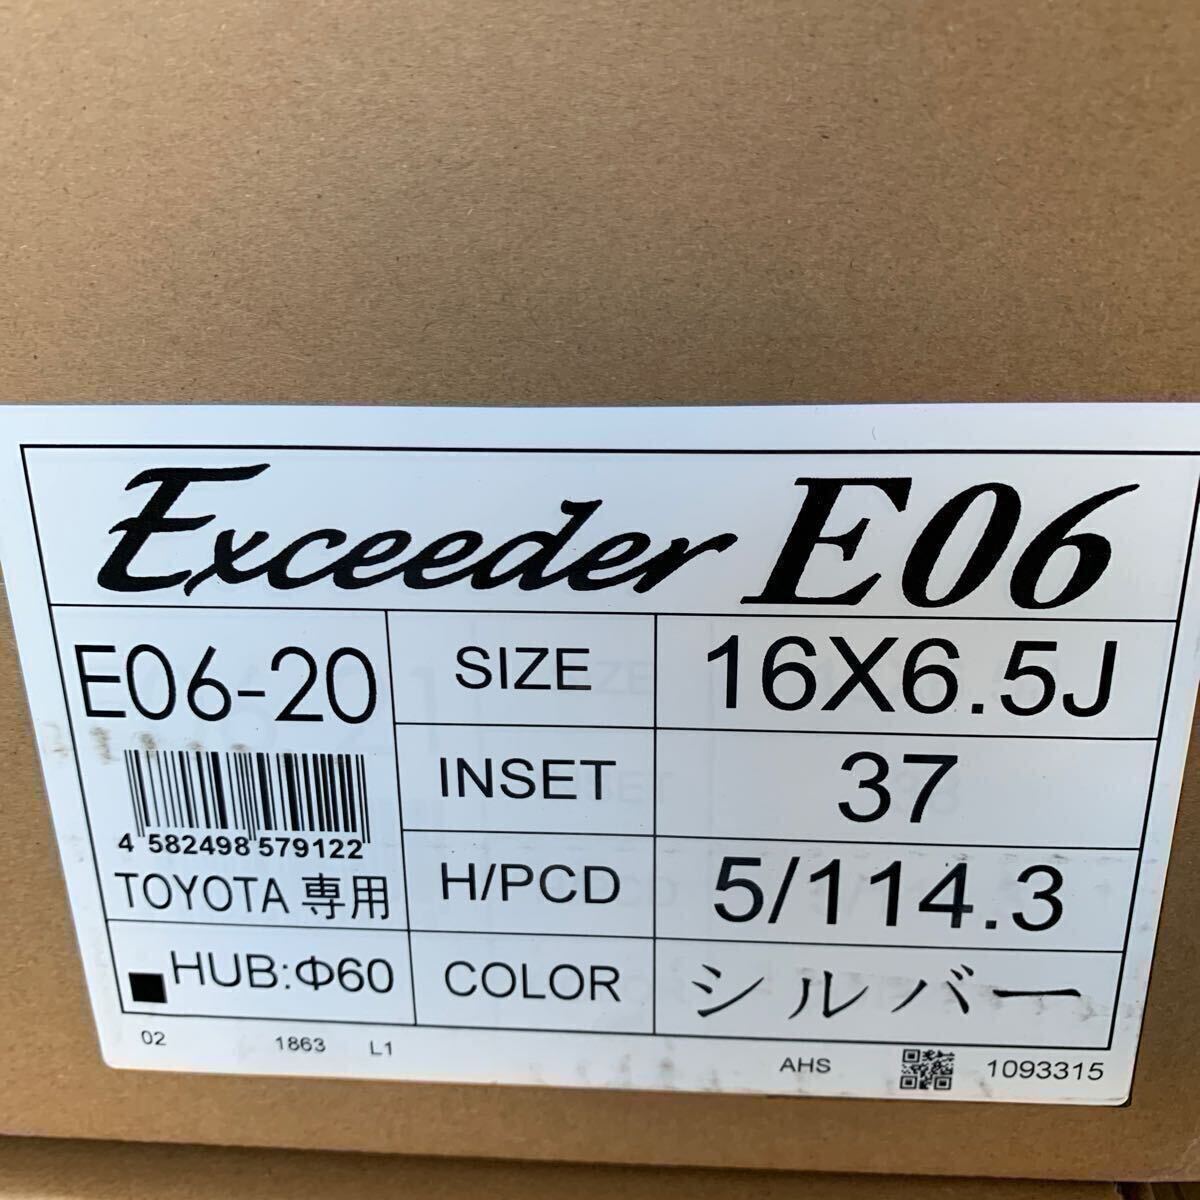 Exceeder E06
E06-20
4 582498 579122
TOYOTA 専用
HUB:Φ60
SIZE 16X6.5J
INSET 37
H/PCD 5/114.3
COLOR シルバー
02 1863 L1 AHS 1093315